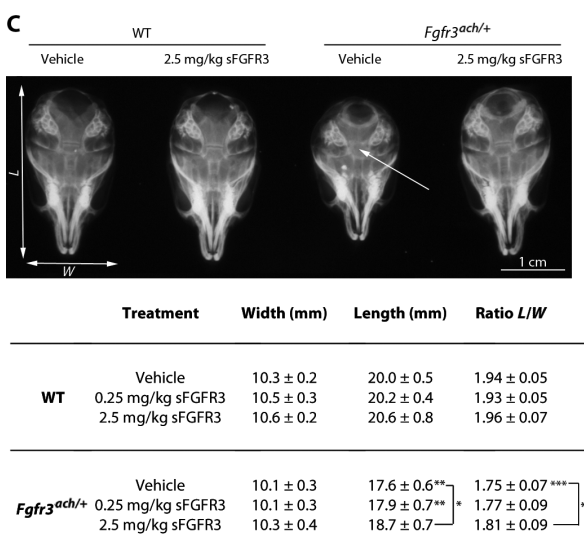 C
WT Fgfr3ach/+
Vehicle 2.5 mg/kg sFGFR3 Vehicle 2.5 mg/kg sFGFR3
L
W
1 cm
Treatment Width (mm) Length (mm) Ratio L/W
Vehicle 10.3 ± 0.2 20.0 ± 0.5 1.94 ± 0.05
WT 0.25 mg/kg sFGFR3 10.5 ± 0.3 20.2 ± 0.4 1.93 ± 0.05
2.5 mg/kg sFGFR3 10.6 ± 0.2 20.6 ± 0.8 1.96 ± 0.07
Vehicle 10.1 ± 0.3 17.6 ± 0.6** 1.75 ± 0.07 ***
Fgfr3ach/+ 0.25 mg/kg sFGFR3 10.1 ± 0.3 17.9 ± 0.7** * 1.77 ± 0.09 *
2.5 mg/kg sFGFR3 10.3 ± 0.4 18.7 ± 0.7 1.81 ± 0.09